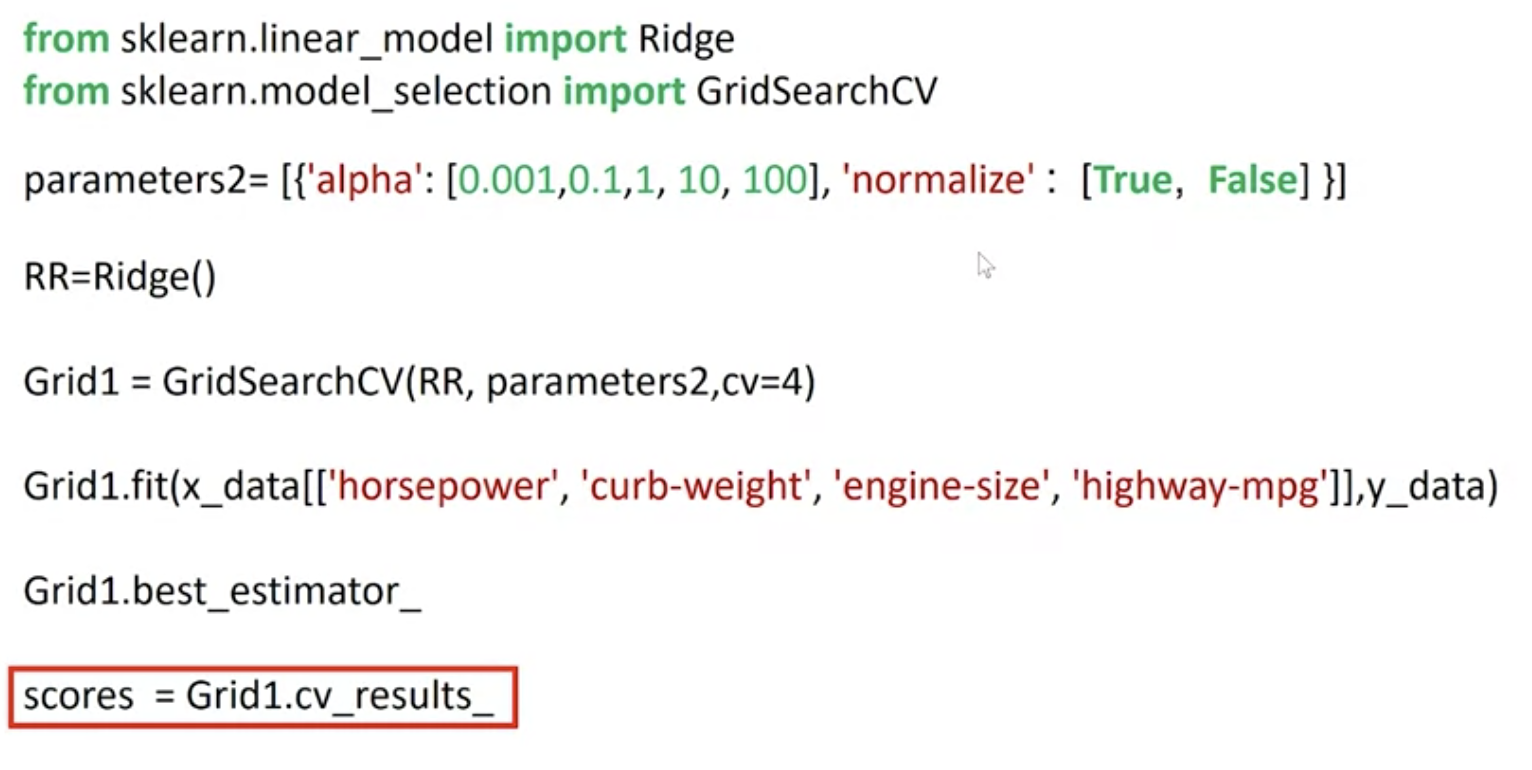 from sklearn.linear_model import Ridge
from sklearn.model_selection import GridSearchCV
parameters2= [{'alpha': [0.001,0.1,1, 10, 100], 'normalize' : [True, False] }]
RR=Ridge()
Grid1 = GridSearchCV(RR, parameters2,cv=4)
Grid1.fit(x_data[['horsepower', 'curb-weight', 'engine-size', 'highway-mpg']],y_data)
Grid1.best_estimator_
scores = Grid1.cv_results_